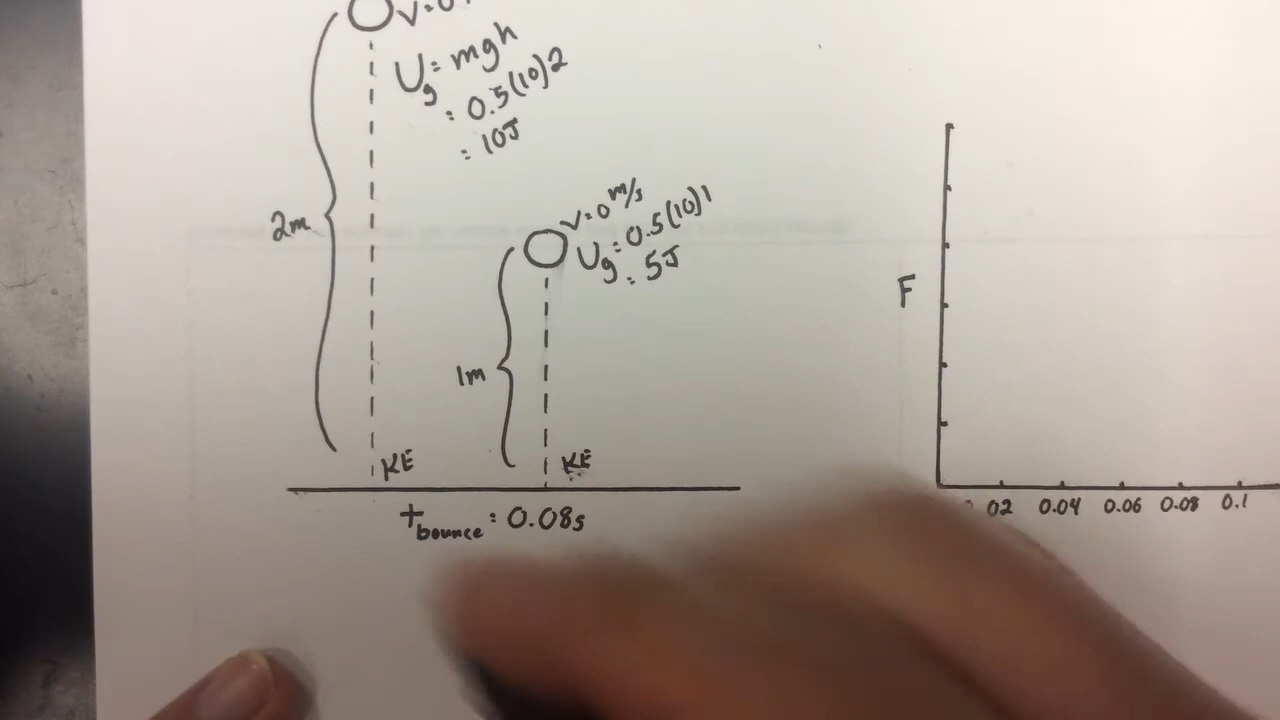 V=0
Ug = mgh
= 0.5(10)2
= 10J
2m
V=0 m/s
Ug = 0.5(10)1
= 5J
1m
KE
KE
tbounce = 0.08s
F
02 0.04 0.06 0.08 0.1